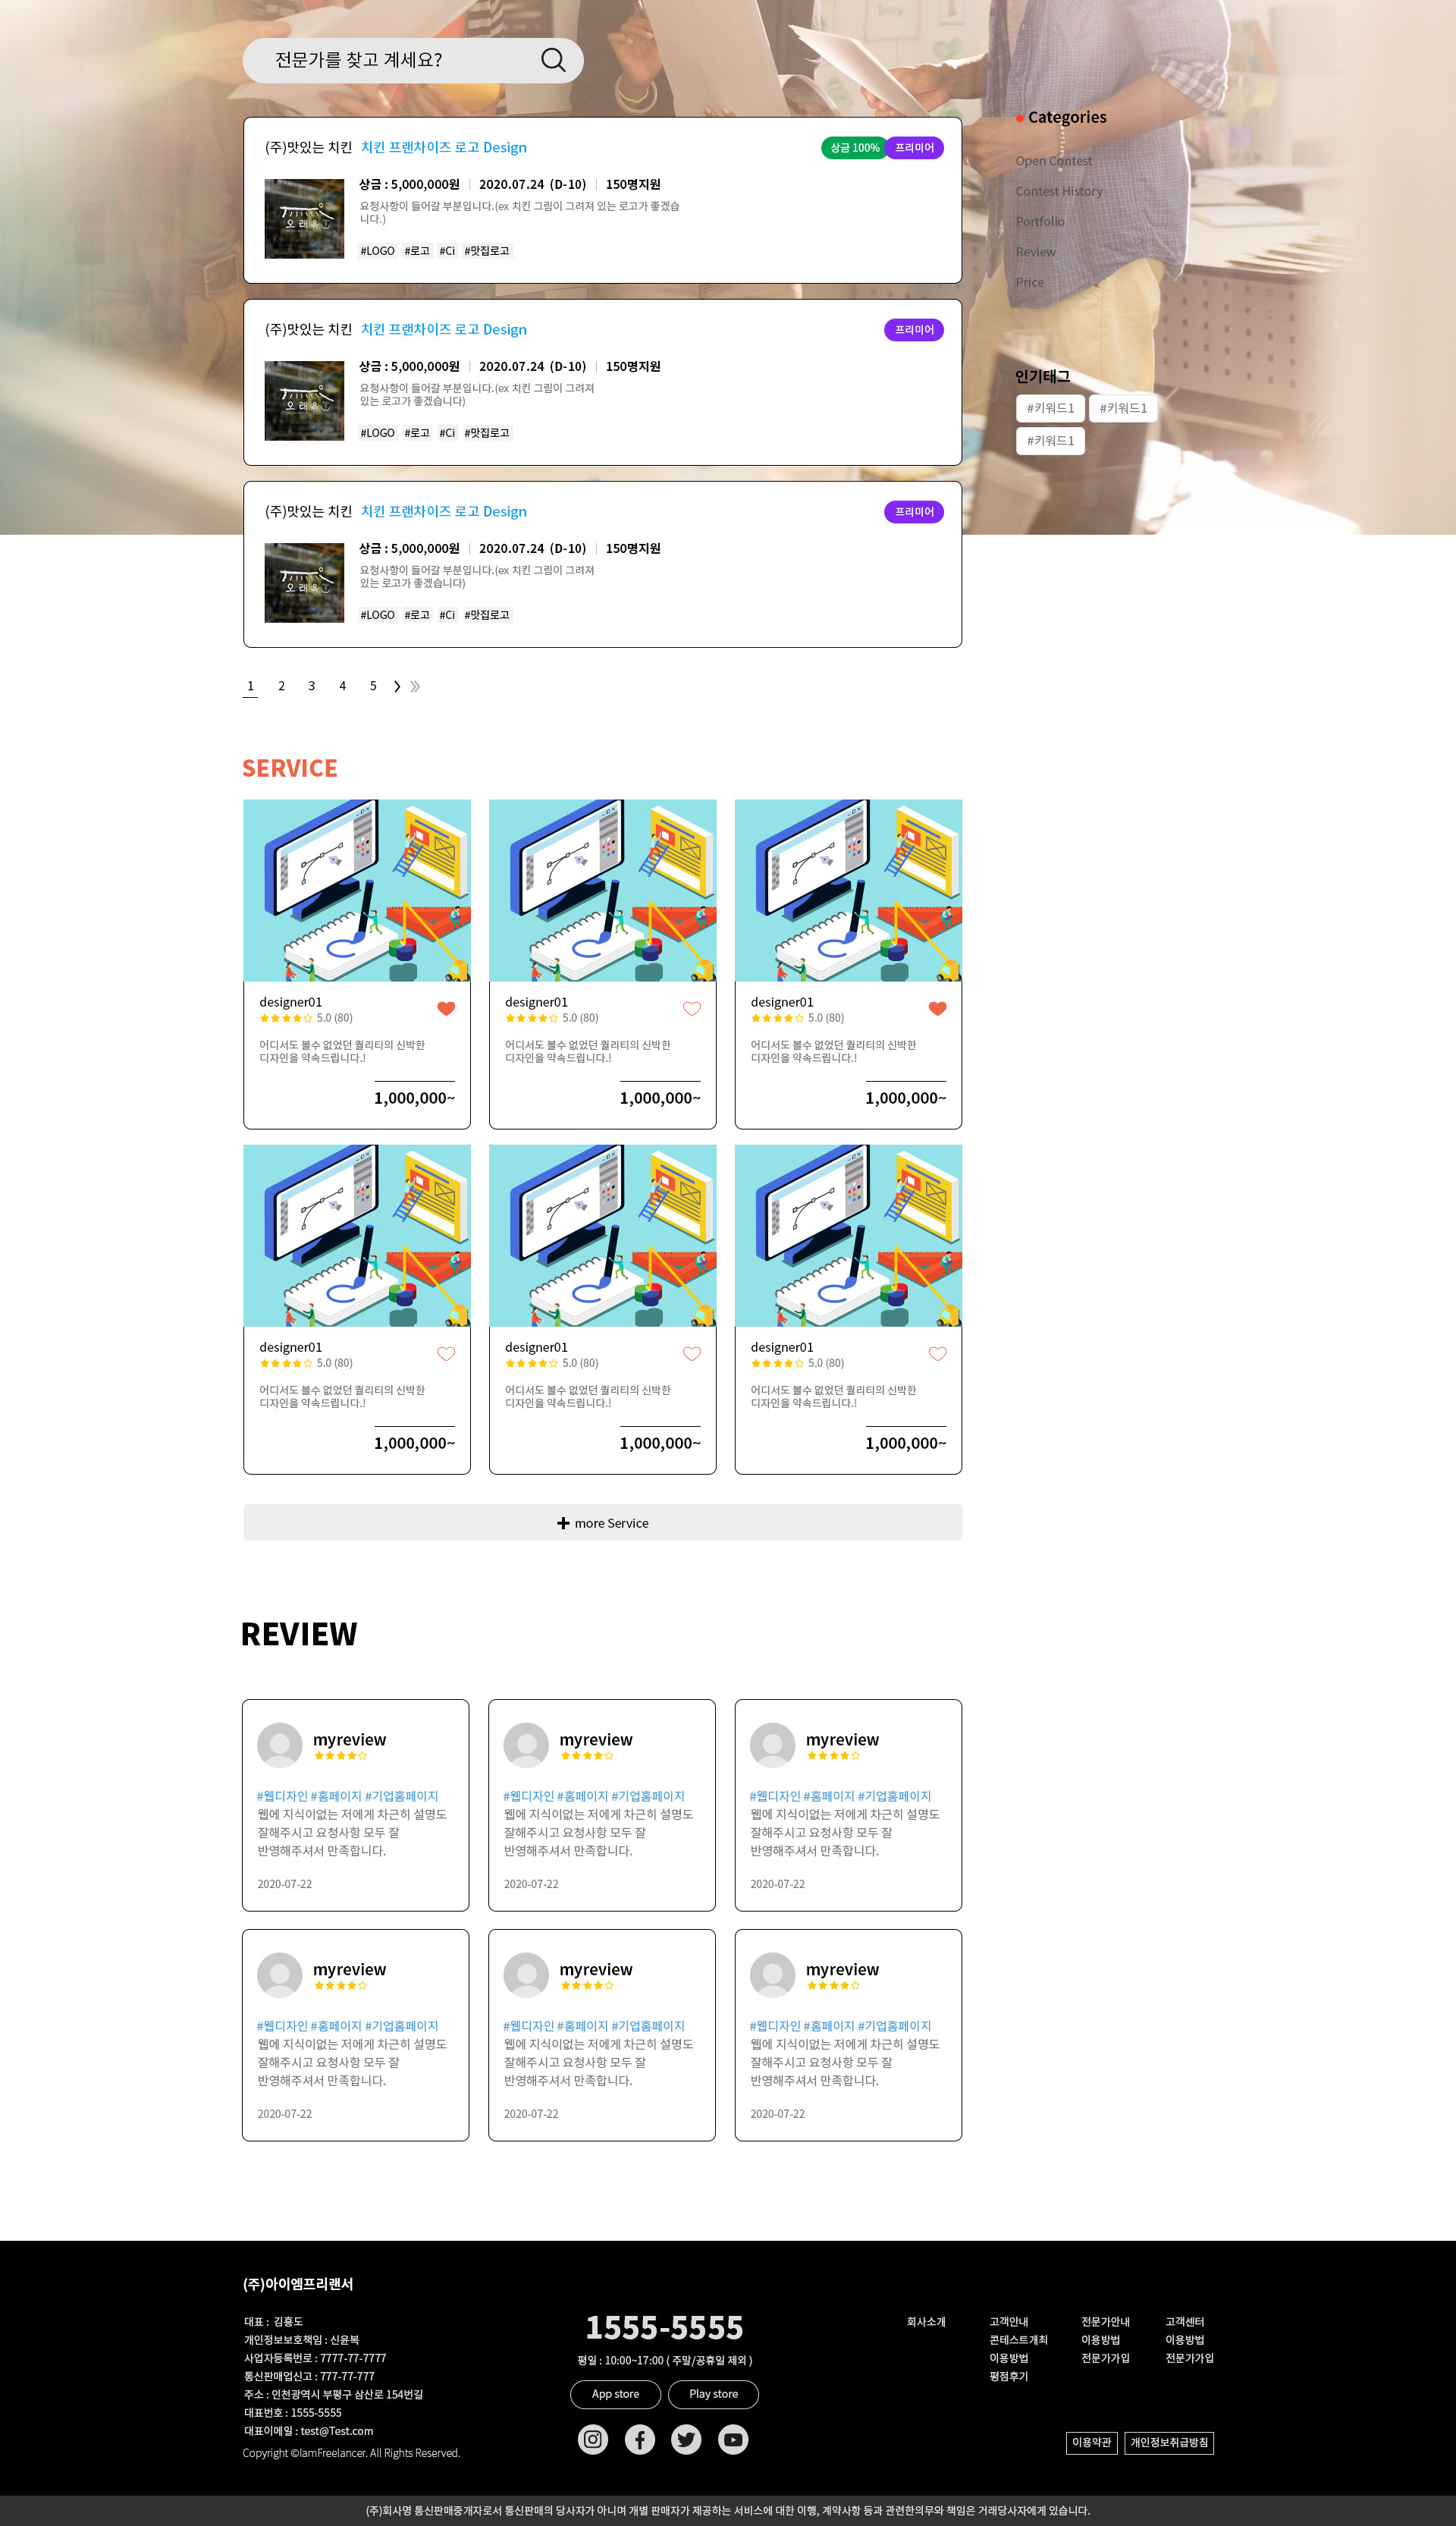 전문가를 찾고 계세요?
(주)맛있는 치킨 치킨 프랜차이즈 로고 Design
상금 100% 프리미어
상금 : 5,000,000원 | 2020.07.24 (D-10) | 150명지원
요청사항이 들어갈 부분입니다.(ex 치킨 그림이 그려져 있는 로고가 좋겠습
니다.)
오래&
#LOGO #로고 #Ci #맛집로고
(주)맛있는 치킨 치킨 프랜차이즈 로고 Design
프리미어
상금 : 5,000,000원 | 2020.07.24 (D-10) | 150명지원
요청사항이 들어갈 부분입니다.(ex 치킨 그림이 그려져
있는 로고가 좋겠습니다)
오래&
#LOGO #로고 #Ci #맛집로고
(주)맛있는 치킨 치킨 프랜차이즈 로고 Design
프리미어
상금 : 5,000,000원 | 2020.07.24 (D-10) | 150명지원
요청사항이 들어갈 부분입니다.(ex 치킨 그림이 그려져
있는 로고가 좋겠습니다)
오래&
#LOGO #로고 #Ci #맛집로고
Categories
Open Contest
Contest History
Portfolio
Review
Price
인기태그
#키워드1 #키워드1
#키워드1
1 2 3 4 5
SERVICE
designer01
5.0 (80)
어디서도 볼수 없었던 퀄리티의 신박한
디자인을 약속드립니다.!
1,000,000~
designer01
5.0 (80)
어디서도 볼수 없었던 퀄리티의 신박한
디자인을 약속드립니다.!
1,000,000~
designer01
5.0 (80)
어디서도 볼수 없었던 퀄리티의 신박한
디자인을 약속드립니다.!
1,000,000~
designer01
5.0 (80)
어디서도 볼수 없었던 퀄리티의 신박한
디자인을 약속드립니다.!
1,000,000~
designer01
5.0 (80)
어디서도 볼수 없었던 퀄리티의 신박한
디자인을 약속드립니다.!
1,000,000~
designer01
5.0 (80)
어디서도 볼수 없었던 퀄리티의 신박한
디자인을 약속드립니다.!
1,000,000~
more Service
REVIEW
myreview
#웹디자인 #홈페이지 #기업홈페이지
웹에 지식이없는 저에게 차근히 설명도
잘해주시고 요청사항 모두 잘
반영해주셔서 만족합니다.
2020-07-22
myreview
#웹디자인 #홈페이지 #기업홈페이지
웹에 지식이없는 저에게 차근히 설명도
잘해주시고 요청사항 모두 잘
반영해주셔서 만족합니다.
2020-07-22
myreview
#웹디자인 #홈페이지 #기업홈페이지
웹에 지식이없는 저에게 차근히 설명도
잘해주시고 요청사항 모두 잘
반영해주셔서 만족합니다.
2020-07-22
myreview
#웹디자인 #홈페이지 #기업홈페이지
웹에 지식이없는 저에게 차근히 설명도
잘해주시고 요청사항 모두 잘
반영해주셔서 만족합니다.
2020-07-22
myreview
#웹디자인 #홈페이지 #기업홈페이지
웹에 지식이없는 저에게 차근히 설명도
잘해주시고 요청사항 모두 잘
반영해주셔서 만족합니다.
2020-07-22
myreview
#웹디자인 #홈페이지 #기업홈페이지
웹에 지식이없는 저에게 차근히 설명도
잘해주시고 요청사항 모두 잘
반영해주셔서 만족합니다.
2020-07-22
(주)아이엠프리랜서
대표 : 김흥도
개인정보보호책임 : 신윤복
사업자등록번호 : 7777-77-7777
통신판매업신고 : 777-77-777
주소 : 인천광역시 부평구 삼산로 154번길
대표번호 : 1555-5555
대표이메일 : test@Test.com
Copyright ©IamFreelancer. All Rights Reserved.
1555-5555
평일 : 10:00~17:00 ( 주말/공휴일 제외 )
App store Play store
회사소개
고객안내
콘테스트개최
이용방법
평점후기
전문가안내
이용방법
전문가가입
고객센터
이용방법
전문가가입
이용약관 개인정보취급방침
(주)회사명 통신판매중개자로서 통신판매의 당사자가 아니며 개별 판매자가 제공하는 서비스에 대한 이행, 계약사항 등과 관련한의무와 책임은 거래당사자에게 있습니다.